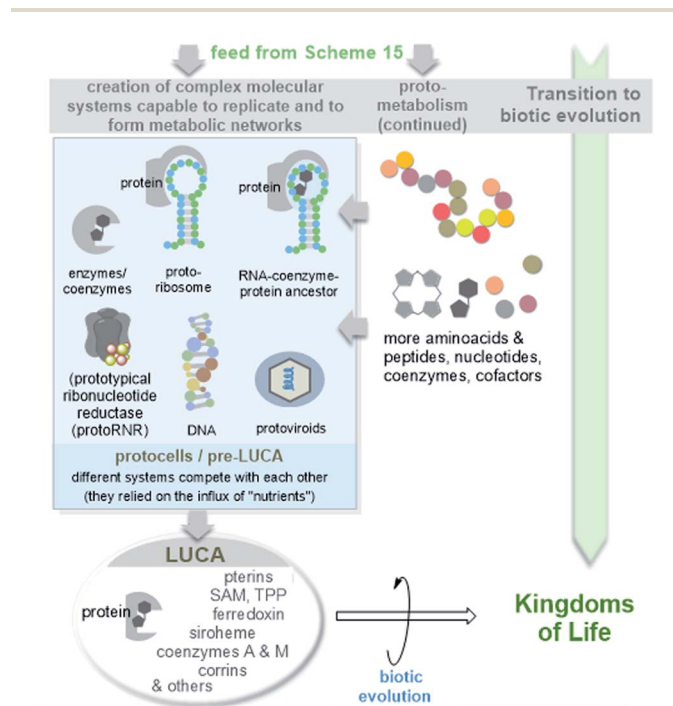 feed from Scheme 15
creation of complex molecular
systems capable to replicate and to
form metabolic networks
proto-
metabolism
(continued)
Transition to
biotic evolution
protein
protein
enzymes/
coenzymes
proto-
ribosome
RNA-coenzyme-
protein ancestor
(prototypical
ribonucleotide
reductase
(protoRNR)
DNA
protoviroids
more aminoacids &
peptides, nucleotides,
coenzymes, cofactors
protocells / pre-LUCA
different systems compete with each other
(they relied on the influx of "nutrients")
LUCA
protein
pterins
SAM, TPP
ferredoxin
siroheme
coenzymes A & M
corrins
& others
biotic
evolution
Kingdoms
of Life